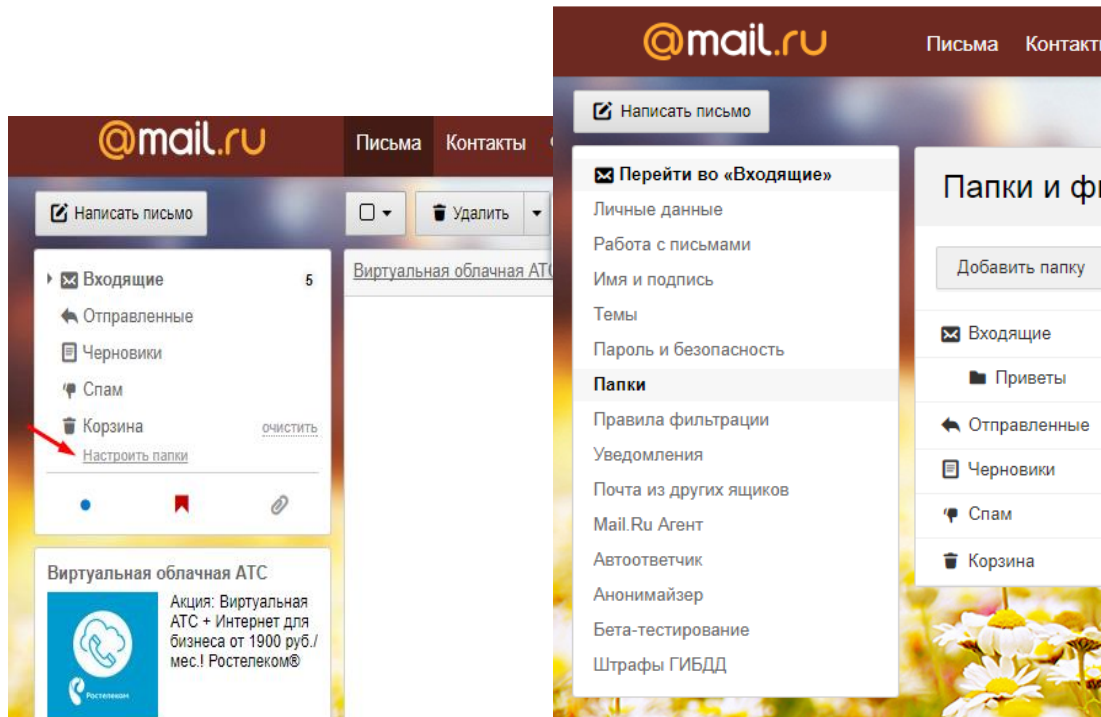 @mail.ru
Письма Контакты
Написать письмо
Удалить
Входящие 5
Отправленные
Черновики
Спам
Корзина очистить
Настроить папки
Виртуальная облачная АТС
Виртуальная облачная АТС
Акция: Виртуальная
АТС + Интернет для
бизнеса от 1900 руб./
мес.! Ростелеком®
Ростелеком
@mail.ru
Письма Контакт
Написать письмо
Перейти во «Входящие»
Личные данные
Работа с письмами
Имя и подпись
Темы
Пароль и безопасность
Папки
Правила фильтрации
Уведомления
Почта из других ящиков
Mail.Ru Агент
Автоответчик
Анонимайзер
Бета-тестирование
Штрафы ГИБДД
Папки и ф
Добавить папку
Входящие
Приветы
Отправленные
Черновики
Спам
Корзина